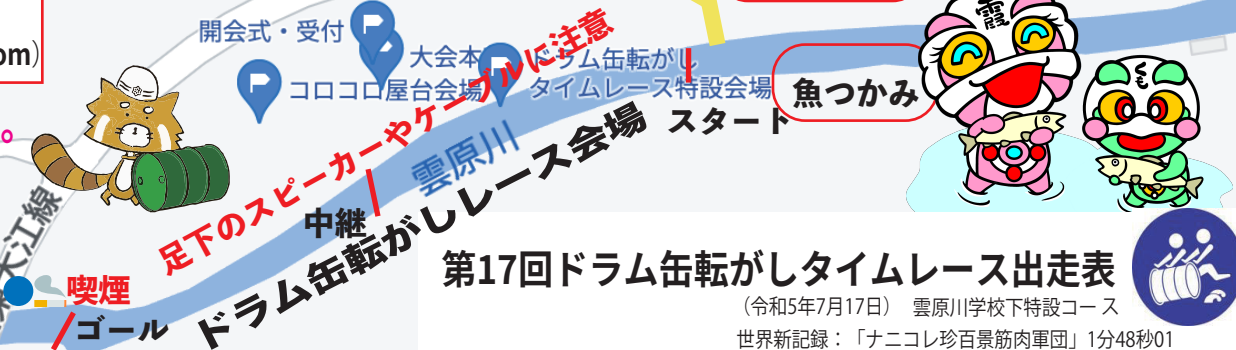 om）
開会式・受付
大会本
ドラム缶転がし
タイムレース特設会場
コロコロ屋台会場
足下のスピーカーやケーブルに注意
魚つかみ
スタート
霞
くも
。
雲原川
ドラム缶転がしレース会場
中継
大江線
喫煙
ゴール
第17回ドラム缶転がしタイムレース出走表
（令和5年7月17日）　雲原川学校下特設コース
世界新記録：「ナニコレ珍百景筋肉軍団」1分48秒01